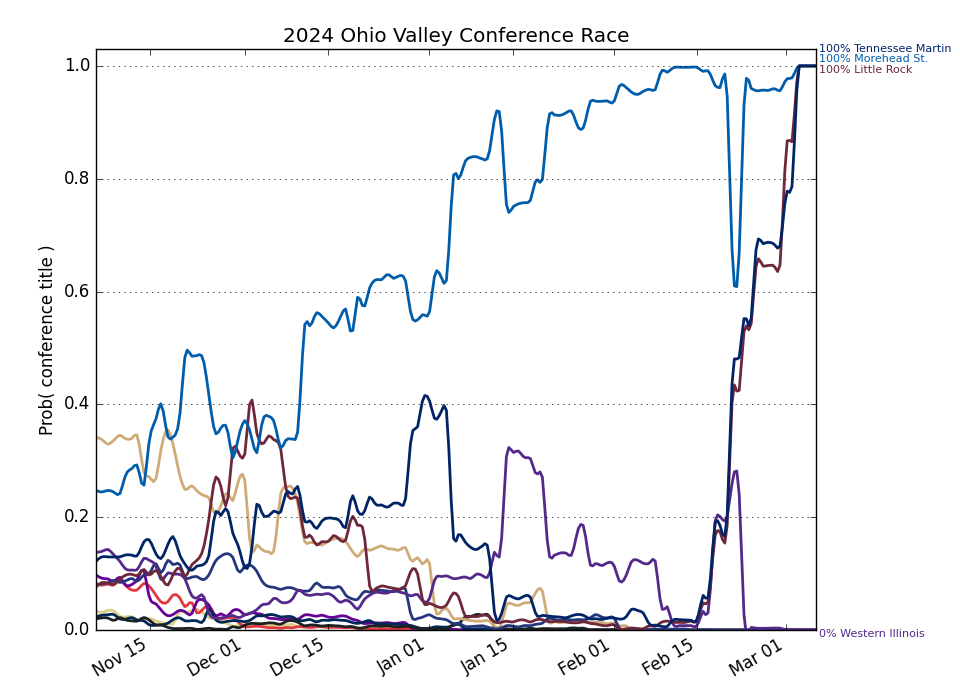 2024 Ohio Valley Conference Race
100% Tennessee Martin
100% Morehead St.
100% Little Rock
1.0
0.8
0.6
0.4
0.2
0.0
Prob( conference title )
0% Western Illinois
Nov 15
Dec 01
Dec 15
Jan 01
Jan 15
Feb 01
Feb 15
Mar 01